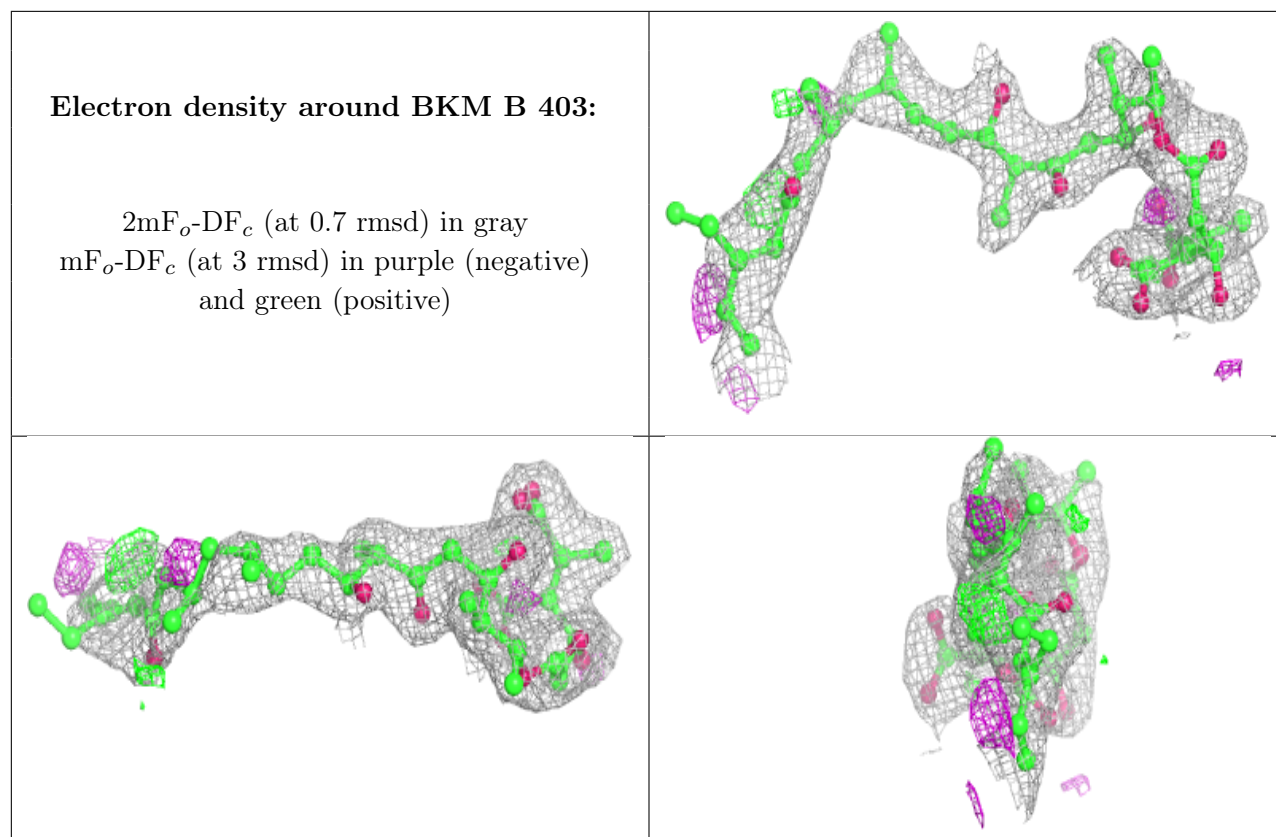 Electron density around BKM B 403:
2mFo-DFc (at 0.7 rmsd) in gray
mFo-DFc (at 3 rmsd) in purple (negative)
and green (positive)